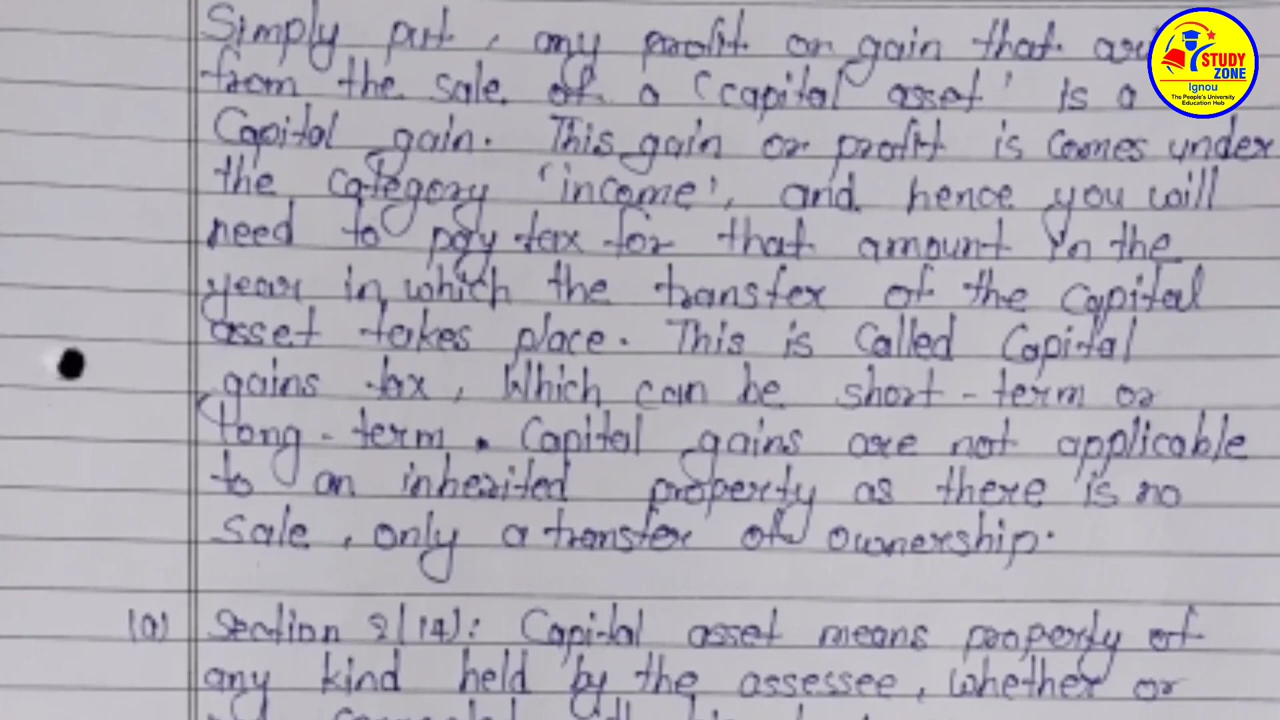 Simply put, any profit or gain that
from the sale of a 'capital asset' is a
Capital gain. This gain or profit is comes under
the category 'income', and hence you will
need to pay tax for that amount in the
year in which the transfer of the capital
asset takes place. This is called Capital
gains tax, Which can be short-term or
long-term. Capital gains are not applicable
to an inherited property as there is no
sale, only a transfer of ownership.
(a) Section 2(14): Capital asset means property of
any kind held by the assessee, whether or
STUDY
ZONE
Ignou
The People's University
Education Hub